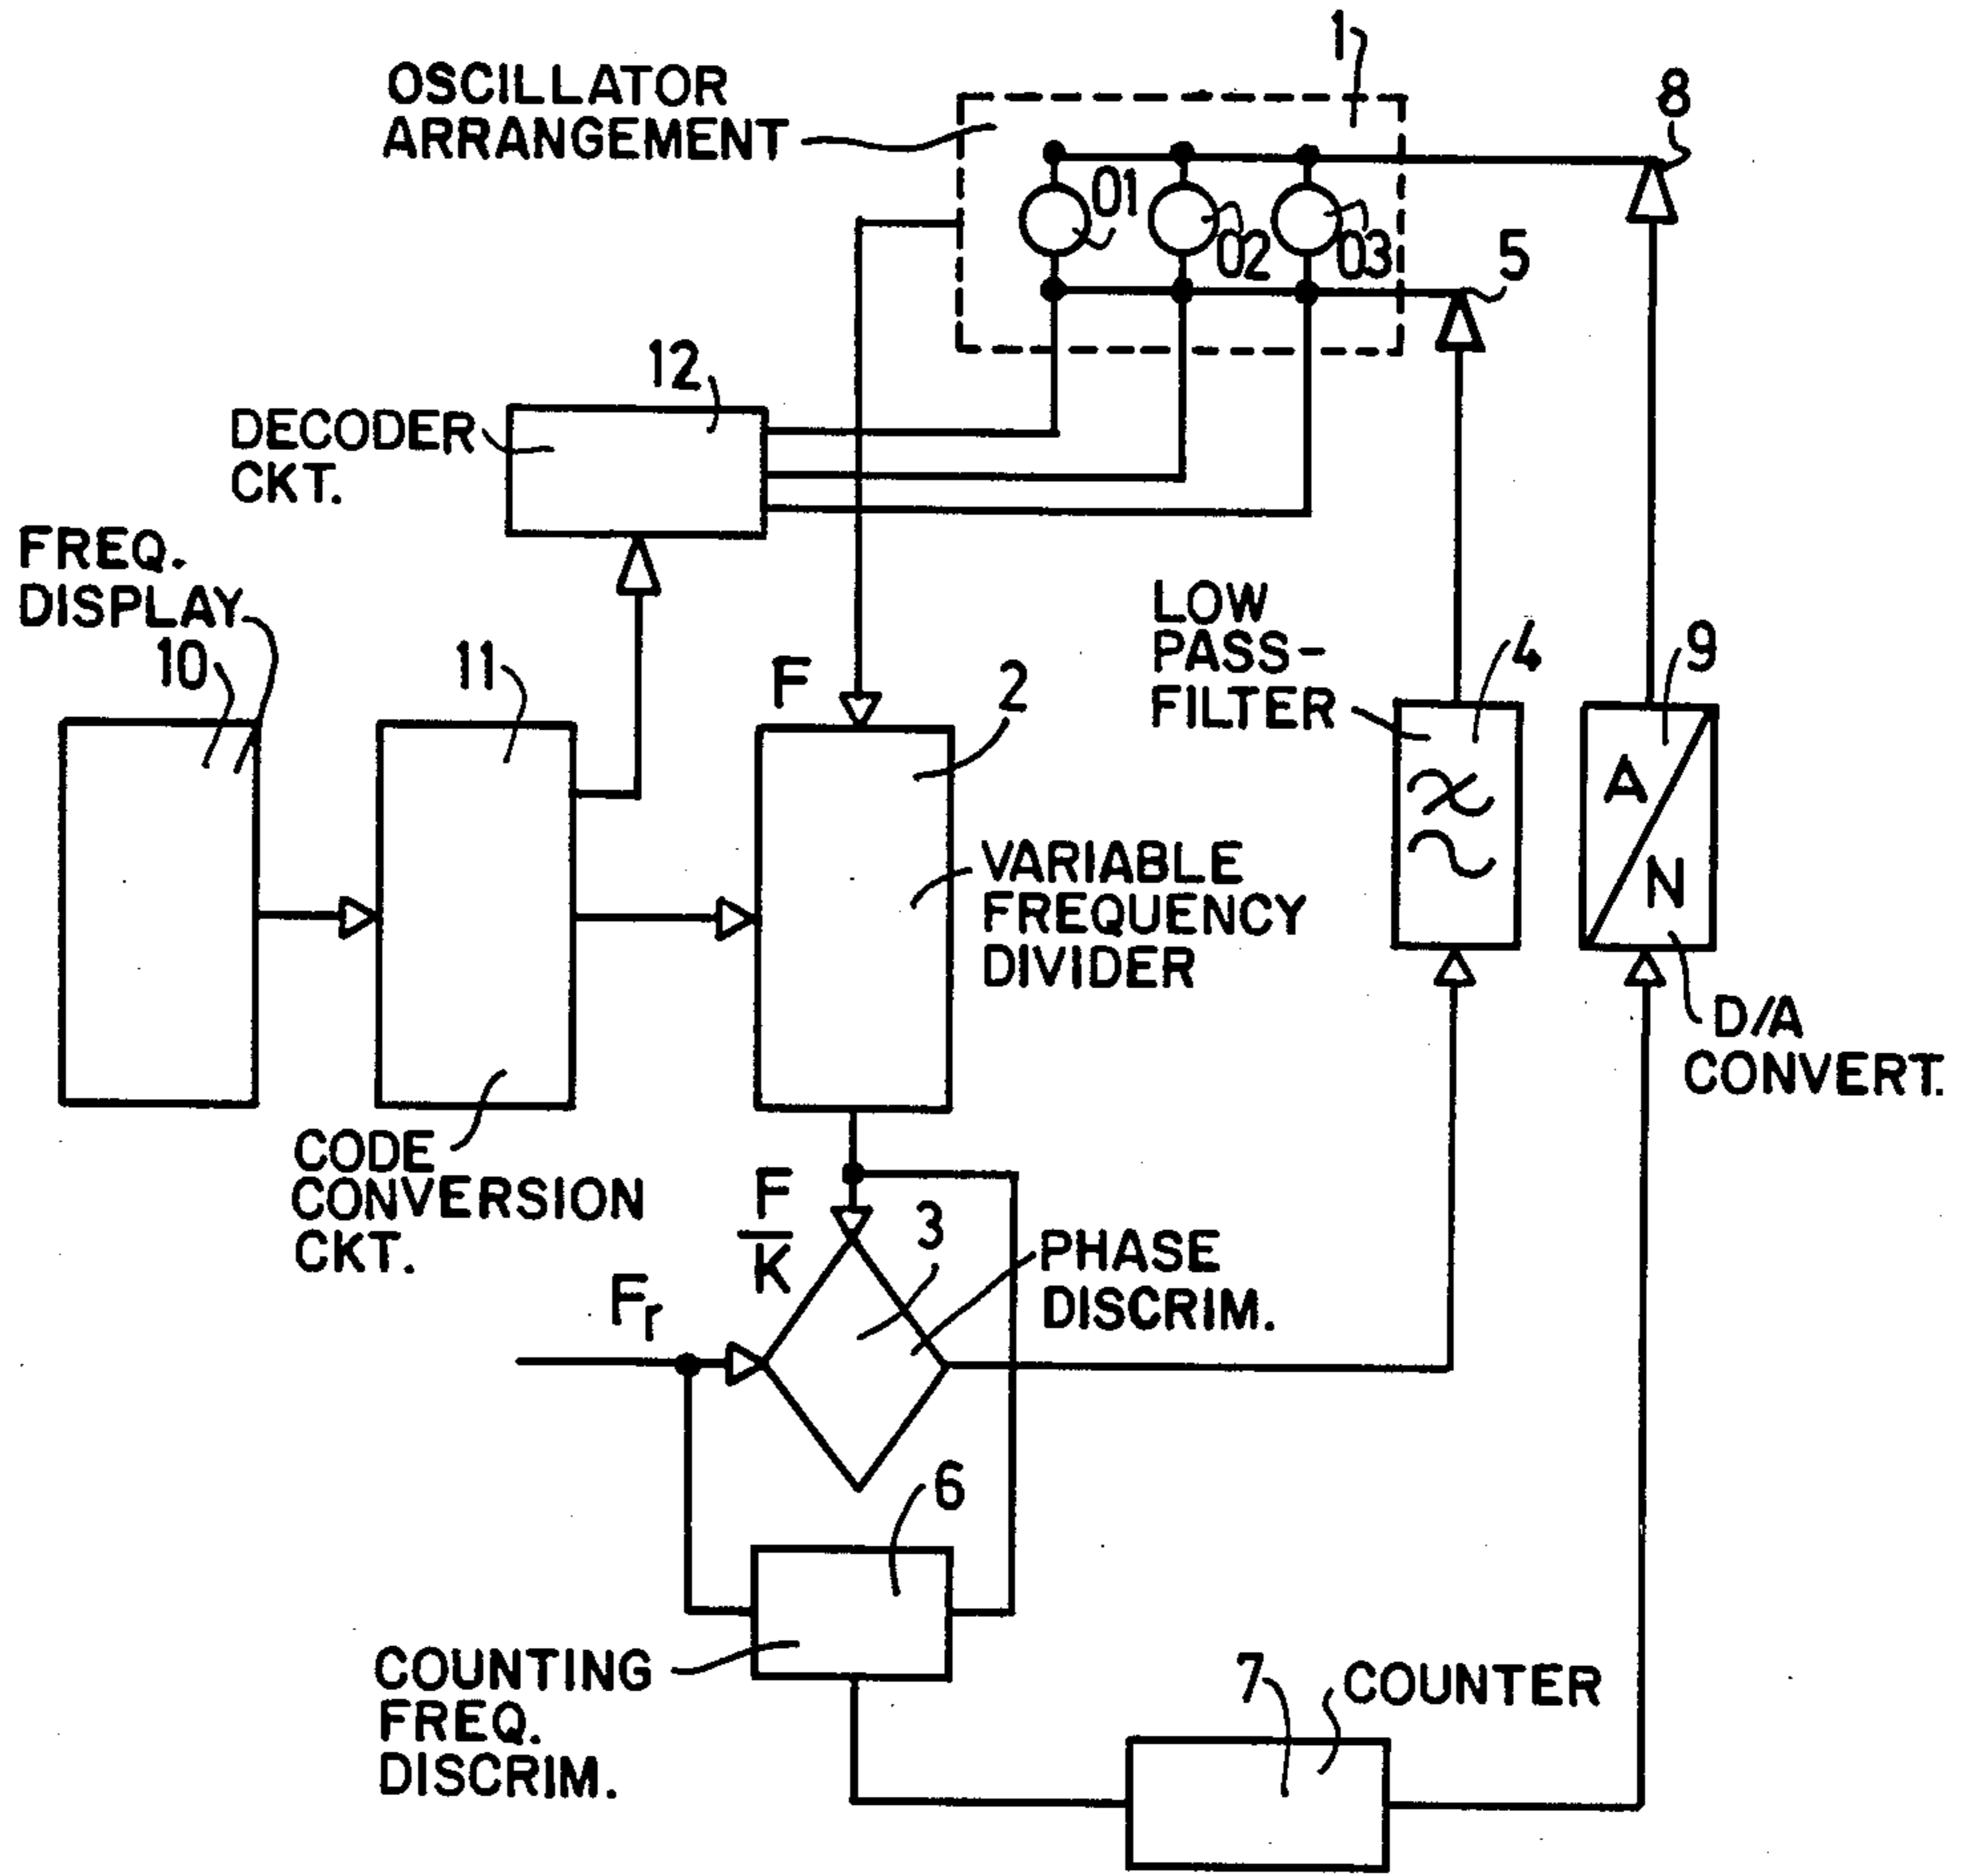 1
OSCILLATOR
ARRANGEMENT
8
01
02
03
5
12
DECODER
CKT.
FREQ.
DISPLAY
10
11
F
2
LOW
PASS-
FILTER
4
9
A
N
VARIABLE
FREQUENCY
DIVIDER
D/A
CONVERT.
CODE
CONVERSION
CKT.
F
K
3
PHASE
DISCRIM.
Fr
6
COUNTING
FREQ.
DISCRIM.
7
COUNTER